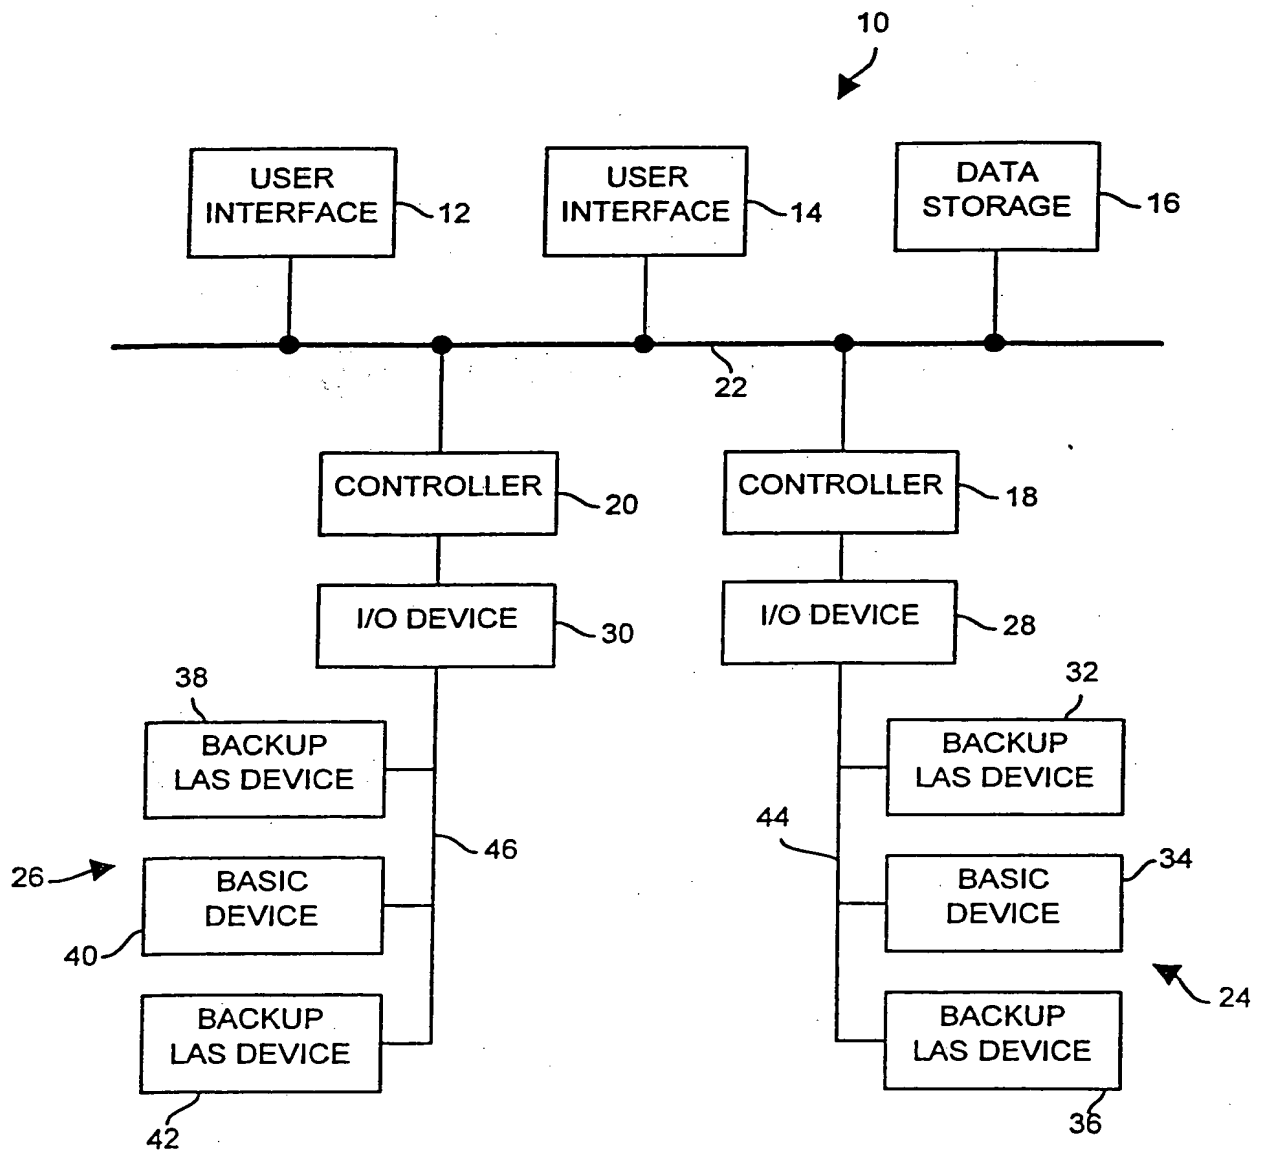 10
USER
INTERFACE
12
USER
INTERFACE
14
DATA
STORAGE
16
22
CONTROLLER
20
CONTROLLER
18
I/O DEVICE
30
I/O DEVICE
28
38
BACKUP
LAS DEVICE
32
BACKUP
LAS DEVICE
46
44
26
BASIC
DEVICE
40
BASIC
DEVICE
34
24
BACKUP
LAS DEVICE
42
BACKUP
LAS DEVICE
36